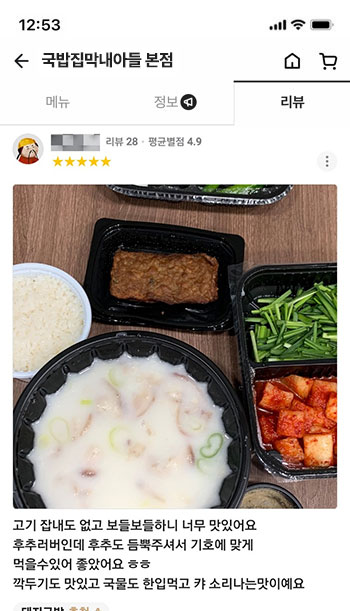 12:53
국밥집막내아들 본점
메뉴
정보
리뷰
리뷰 28 · 평균별점 4.9
고기 잡내도 없고 보들보들하니 너무 맛있어요
후추러버인데 후추도 듬뿍주셔서 기호에 맞게
먹을수있어 좋았어요 ㅎㅎ
깍두기도 맛있고 국물도 한입먹고 캬 소리나는맛이예요